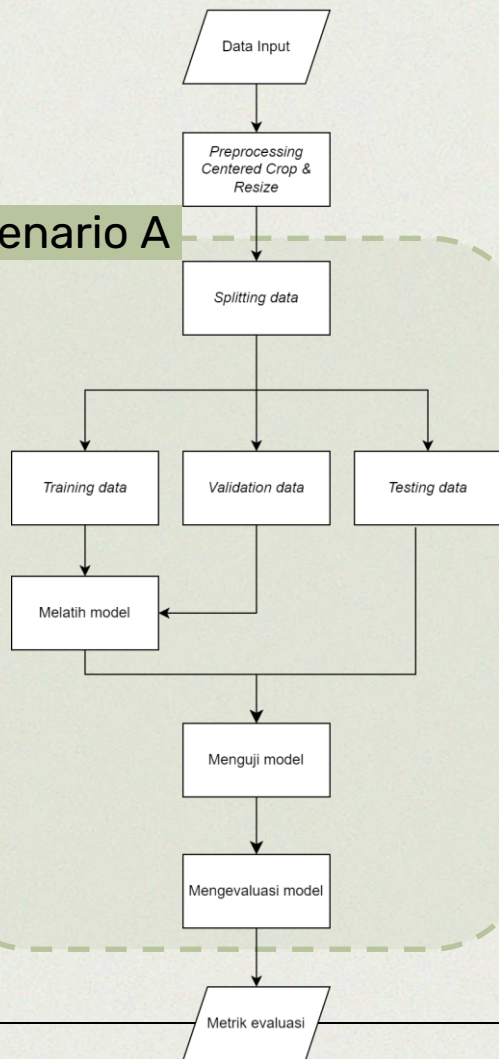 Data Input
Preprocessing
Centered Crop &
Resize
enario A
Splitting data
Training data
Validation data
Testing data
Melatih model
Menguji model
Mengevaluasi model
Metrik evaluasi